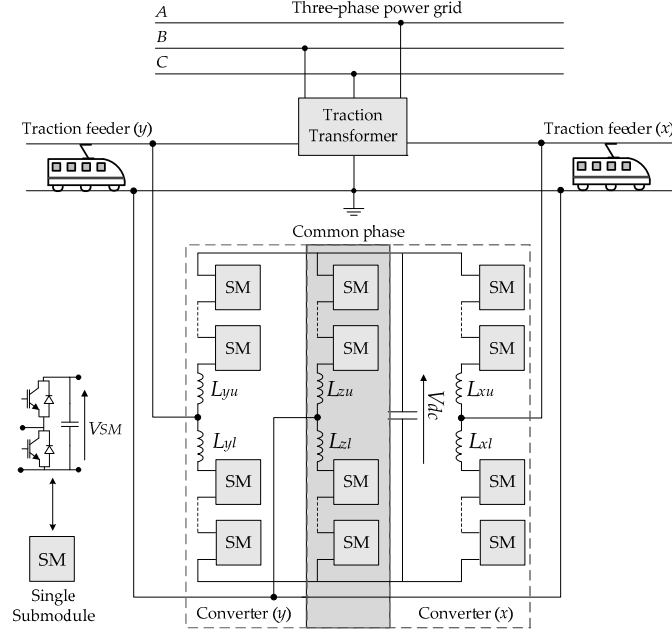 Three-phase power grid
A
B
C
Traction
Transformer
Traction feeder (y)
Traction feeder (x)
Common phase
SM
SM
SM
SM
SM
SM
Lyu
Lzu
Lxu
Vdc
VSM
Lyl
Lzl
Lxl
SM
SM
SM
SM
SM
SM
SM
Single
Submodule
Converter (y)
Converter (x)